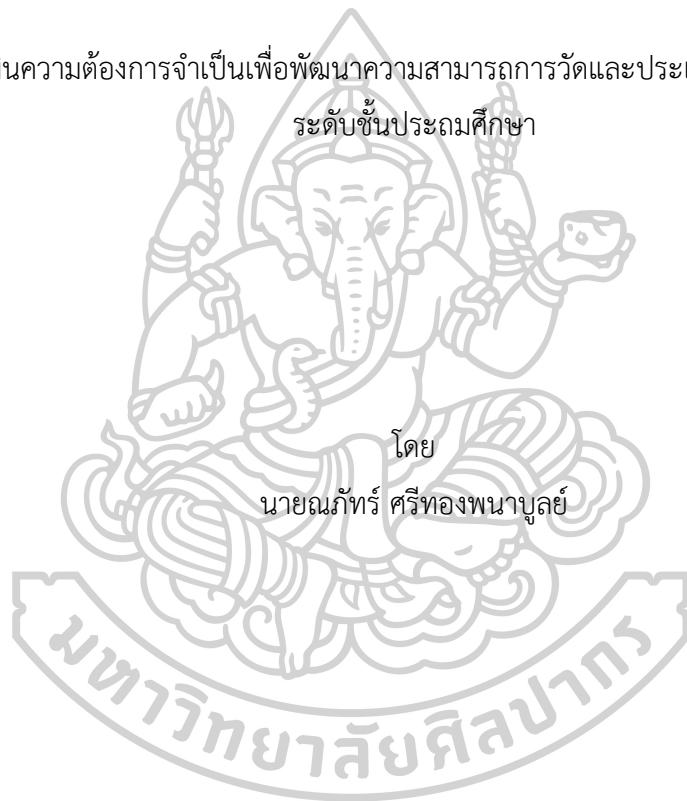 ความต้องการจำเป็นเพื่อพัฒนาความสามารถการวัดและ
ระดับชั้นประถมศึกษา
โดย
นายณภัทร์ ศรีทองพนาบูลย์
มหาวิทยาลัยศิลปากร